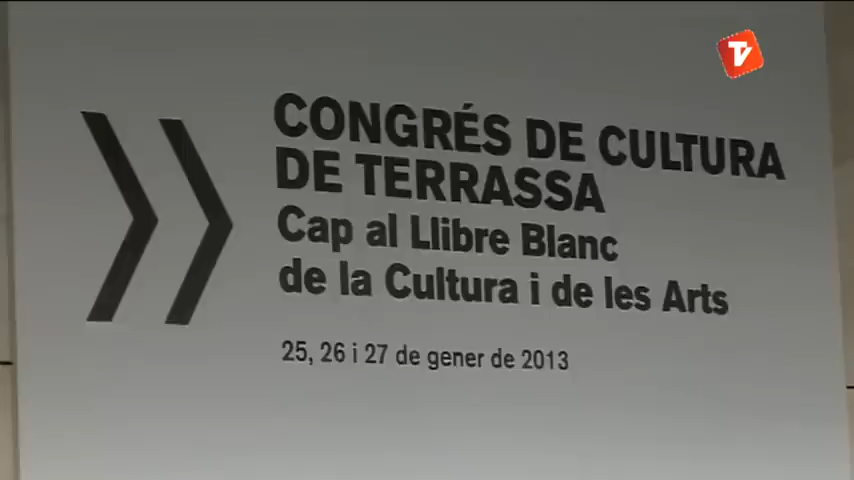 TV
CONGRÉS DE CULTURA
DE TERRASSA
Cap al Llibre Blanc
de la Cultura i de les Arts
25, 26 i 27 de gener de 2013